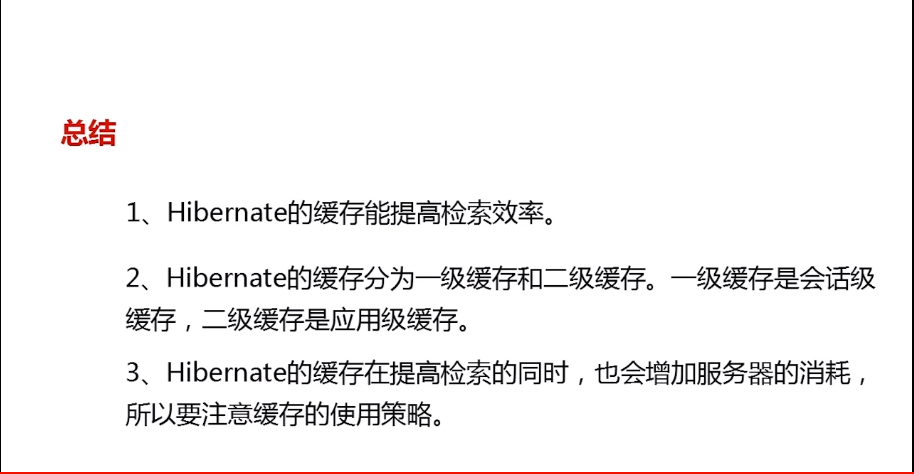 总结
1、Hibernate的缓存能提高检索效率。
2、Hibernate的缓存分为一级缓存和二级缓存。一级缓存是会话级
缓存，二级缓存是应用级缓存。
3、Hibernate的缓存在提高检索的同时，也会增加服务器的消耗，
所以要注意缓存的使用策略。